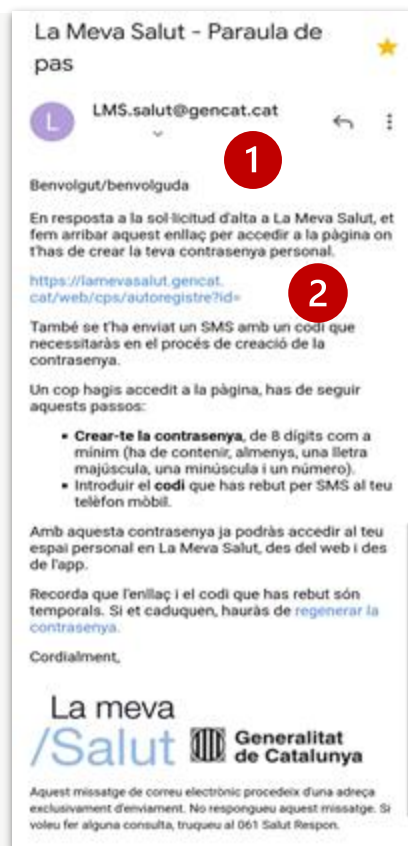 La Meva Salut - Paraula de
pas
L
LMS.salut@gencat.cat
1
Benvolgut/benvolguda
En resposta a la sol·licitud d'alta a La Meva Salut, et
fem arribar aquest enllaç per accedir a la pàgina on
t'has de crear la teva contrasenya personal.
https://lamevasalut.gencat.
cat/web/cps/autoregistre?id=
2
També se t'ha enviat un SMS amb un codi que
necessitaràs en el procés de creació de la
contrasenya.
Un cop hagis accedit a la pàgina, has de seguir
aquests passos:
• Crear-te la contrasenya, de 8 dígits com a
mínim (ha de contenir, almenys, una lletra
majúscula, una minúscula i un número).
• Introduir el codi que has rebut per SMS al teu
telèfon mòbil.
Amb aquesta contrasenya ja podràs accedir al teu
espai personal en La Meva Salut, des del web i des
de l'app.
Recorda que l'enllaç i el codi que has rebut són
temporals. Si et caduquen, hauràs de regenerar la
contrasenya.
Cordialment,
La meva
/Salut
Generalitat
de Catalunya
Aquest missatge de correu electrònic procedeix d'una adreça
exclusivament d'enviament. No respongueu aquest missatge. Si
voleu fer alguna consulta, truqueu al 061 Salut Respon.